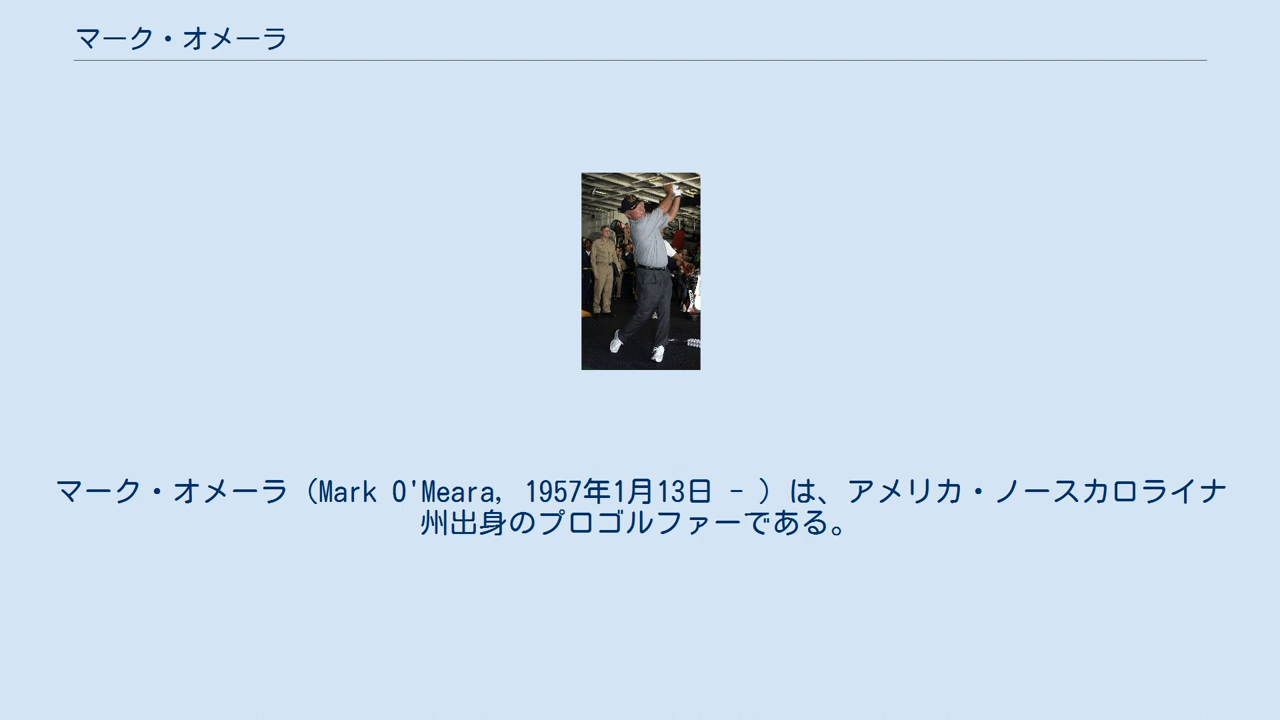 マーク・オメーラ
マーク・オメーラ（Mark O'Meara, 1957年1月13日 - ）は、アメリカ・ノースカロライナ
州出身のプロゴルファーである。